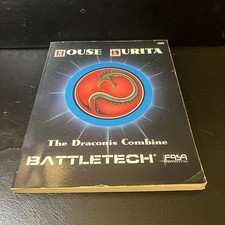 HOUSE KURITA
The Draconis Combine
BATTLETECH®
FASA